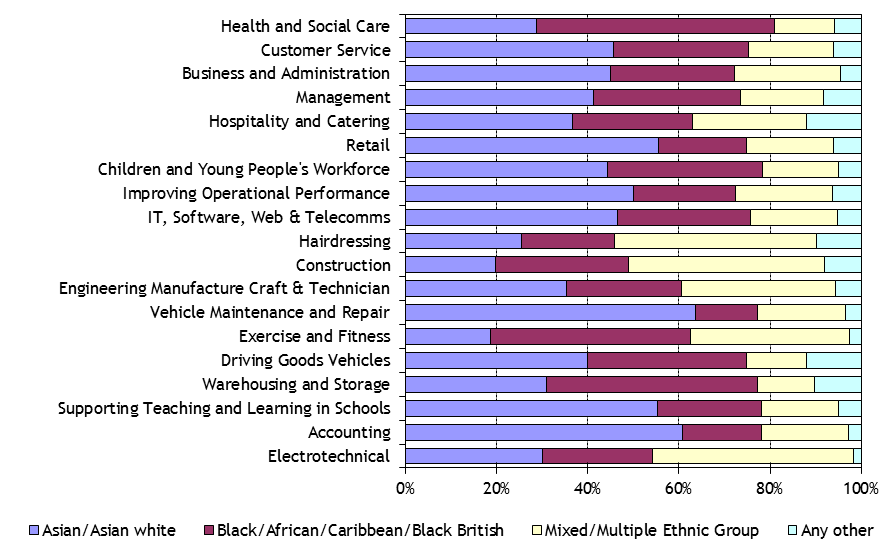 Health and Social Care
Customer Service
Business and Administration
Management
Hospitality and Catering
Retail
Children and Young People's Workforce
Improving Operational Performance
IT, Software, Web & Telecomms
Hairdressing
Construction
Engineering Manufacture Craft & Technician
Vehicle Maintenance and Repair
Exercise and Fitness
Driving Goods Vehicles
Warehousing and Storage
Supporting Teaching and Learning in Schools
Accounting
Electrotechnical
0% 20% 40% 60% 80% 100%
Asian/Asian white Black/African/Caribbean/Black British Mixed/Multiple Ethnic Group Any other